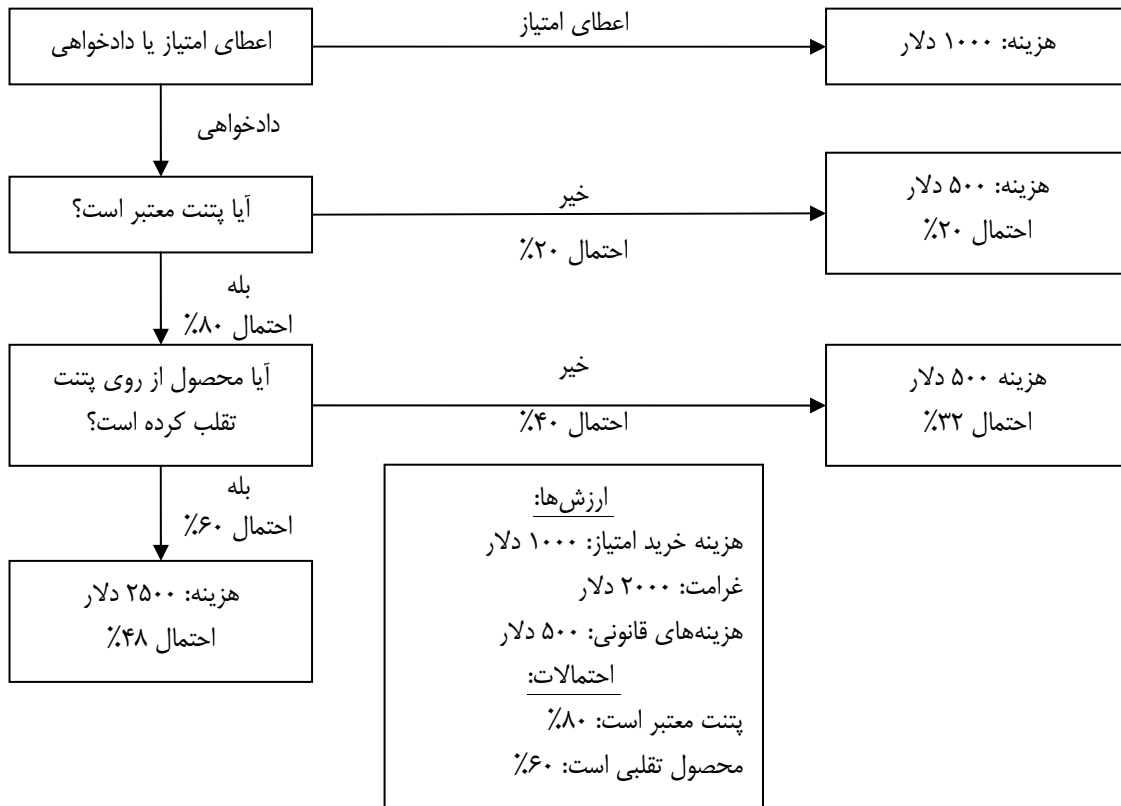 اعطای امتیاز یا دادخواهی
اعطای امتیاز
هزینه: ۱۰۰۰ دلار
دادخواهی
آیا پتنت معتبر است؟
خیر
احتمال ۲۰٪
هزینه: ۵۰۰ دلار
احتمال ۲۰٪
بله
احتمال ۸۰٪
آیا محصول از روی پتنت
تقلب کرده است؟
خیر
احتمال ۴۰٪
هزینه ۵۰۰ دلار
احتمال ۳۲٪
بله
احتمال ۶۰٪
هزینه: ۲۵۰۰ دلار
احتمال ۴۸٪
ارزش‌ها:
هزینه خرید امتیاز: ۱۰۰۰ دلار
غرامت: ۲۰۰۰ دلار
هزینه‌های قانونی: ۵۰۰ دلار
احتمالات:
پتنت معتبر است: ۸۰٪
محصول تقلبی است: ۶۰٪